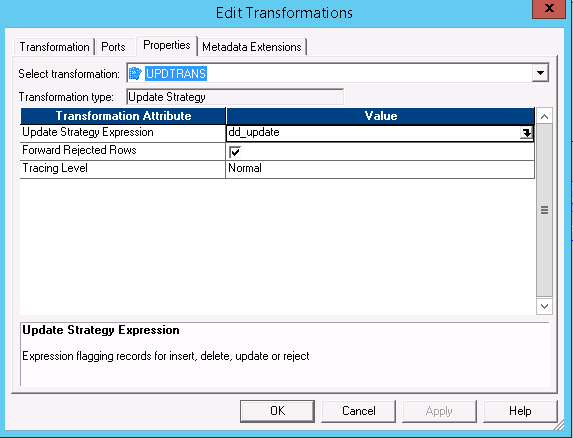 Edit Transformations
x
Transformation Ports Properties Metadata Extensions
Select transformation: UPDTRANS
Transformation type: Update Strategy
Transformation Attribute Value
Update Strategy Expression dd_update
Forward Rejected Rows
Tracing Level Normal
Update Strategy Expression
Expression flagging records for insert, delete, update or reject
OK Cancel Apply Help